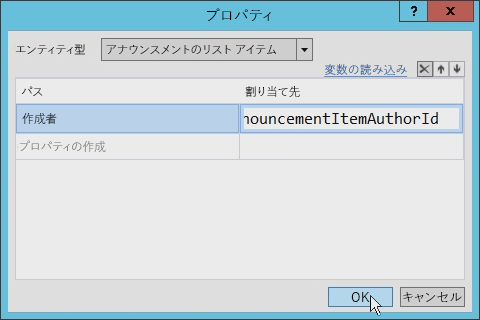 プロパティ
? x
エンティティ型 アナウンスメントのリスト アイテム
変数の読み込み
パス 割り当て先
作成者 nouncementItemAuthorId
プロパティの作成
OK キャンセル